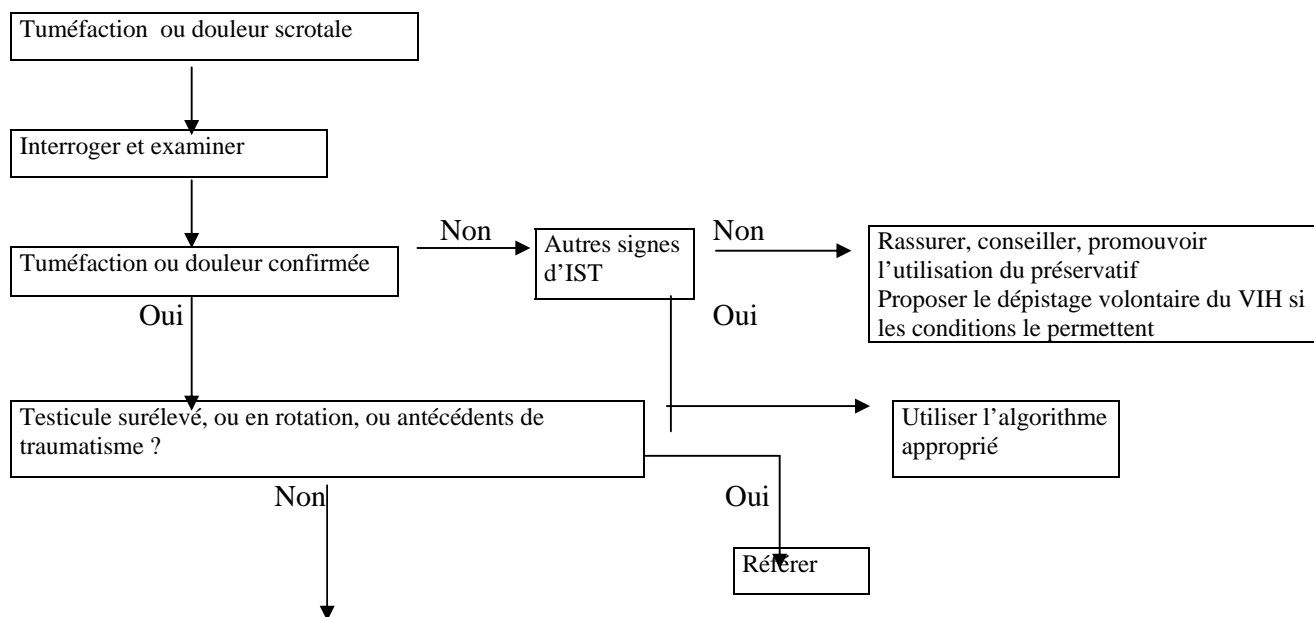 Tuméfaction ou douleur scrotale
Interroger et examiner
Tuméfaction ou douleur confirmée
Non
Autres signes
d’IST
Non
Rassurer, conseiller, promouvoir
l’utilisation du préservatif
Proposer le dépistage volontaire du VIH si
les conditions le permettent
Oui
Oui
Testicule surélevé, ou en rotation, ou antécédents de
traumatisme ?
Utiliser l’algorithme
approprié
Non
Oui
Référer